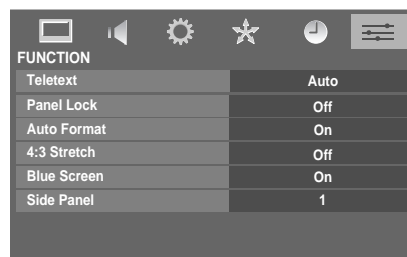 FUNCTION
Teletext Auto
Panel Lock Off
Auto Format On
4:3 Stretch Off
Blue Screen On
Side Panel 1